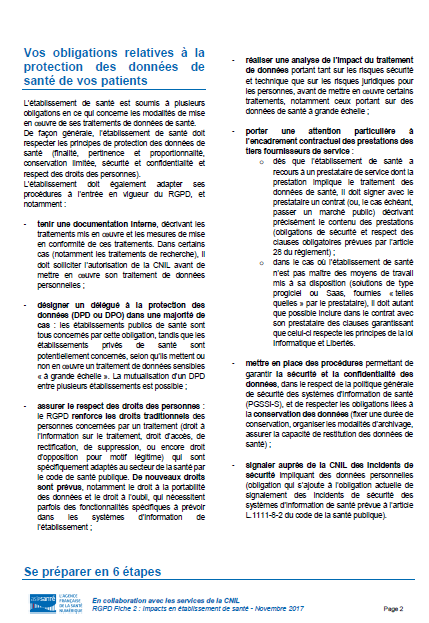 Vos obligations relatives à la
protection des données de
santé de vos patients
L'établissement de santé est soumis à plusieurs
obligations en ce qui concerne les modalités de mise
en œuvre de ses traitements de données de santé.
De façon générale, l'établissement de santé doit
respecter les principes de protection des données de
santé (finalité, pertinence et proportionnalité,
conservation limitée, sécurité et confidentialité et
respect des droits des personnes).
L'établissement doit également adapter ses
procédures à l'entrée en vigueur du RGPD, et
notamment :
- tenir une documentation interne, décrivant les
traitements mis en œuvre et les mesures de mise
en conformité de ces traitements. Dans certains
cas (notamment les traitements de recherche), il
doit solliciter l'autorisation de la CNIL avant de
mettre en œuvre son traitement de données
personnelles ;
- désigner un délégué à la protection des
données (DPD ou DPO) dans une majorité de
cas : les établissements publics de santé sont
tous concernés par cette obligation, tandis que les
établissements privés de santé sont
potentiellement concernés, selon qu'ils mettent ou
non en œuvre un traitement de données sensibles
« à grande échelle ». La mutualisation d'un DPD
entre plusieurs établissements est possible ;
- assurer le respect des droits des personnes :
le RGPD renforce les droits traditionnels des
personnes concernées par un traitement (droit à
l'information sur le traitement, droit d'accès, de
rectification, de suppression, ou encore droit
d'opposition pour motif légitime) qui sont
spécifiquement adaptés au secteur de la santé par
le code de santé publique. De nouveaux droits
sont prévus, notamment le droit à la portabilité
des données et le droit à l'oubli, qui nécessitent
parfois des fonctionnalités spécifiques à prévoir
dans les systèmes d'information de
l'établissement ;
- réaliser une analyse de l'impact du traitement
de données portant tant sur les risques sécurité
et technique que sur les risques juridiques pour
les personnes, avant de mettre en œuvre certains
traitements, notamment ceux portant sur des
données de santé à grande échelle ;
- porter une attention particulière à
l'encadrement contractuel des prestations des
tiers fournisseurs de service :
o dès que l'établissement de santé a
recours à un prestataire de service dont la
prestation implique le traitement des
données de santé, il doit signer avec le
prestataire un contrat (ou, le cas échéant,
passer un marché public) décrivant
précisément le contenu des prestations
(obligations de sécurité et respect des
clauses obligatoires prévues par l'article
28 du règlement) ;
o dans le cas où l'établissement de santé
n'est pas maître des moyens de travail
mis à sa disposition (solutions de type
progiciel ou Saas, fournies « telles
quelles » par le prestataire), il doit autant
que possible inclure dans le contrat avec
son prestataire des clauses garantissant
que celui-ci respecte les principes de la loi
Informatique et Libertés.
- mettre en place des procédures permettant de
garantir la sécurité et la confidentialité des
données, dans le respect de la politique générale
de sécurité des systèmes d'information de santé
(PGSSI-S), et de respecter les obligations liées à
la conservation des données (fixer une durée de
conservation, organiser les modalités d'archivage,
assurer la capacité de restitution des données de
santé) ;
- signaler auprès de la CNIL des incidents de
sécurité impliquant des données personnelles
(obligation qui s'ajoute à l'obligation actuelle de
signalement des incidents de sécurité des
systèmes d'information de santé prévue à l'article
L.1111-8-2 du code de la santé publique).
Se préparer en 6 étapes
asip santé
L'AGENCE
FRANÇAISE
DE LA SANTÉ
NUMÉRIQUE
En collaboration avec les services de la CNIL
RGPD Fiche 2 : Impacts en établissement de santé - Novembre 2017
Page 2